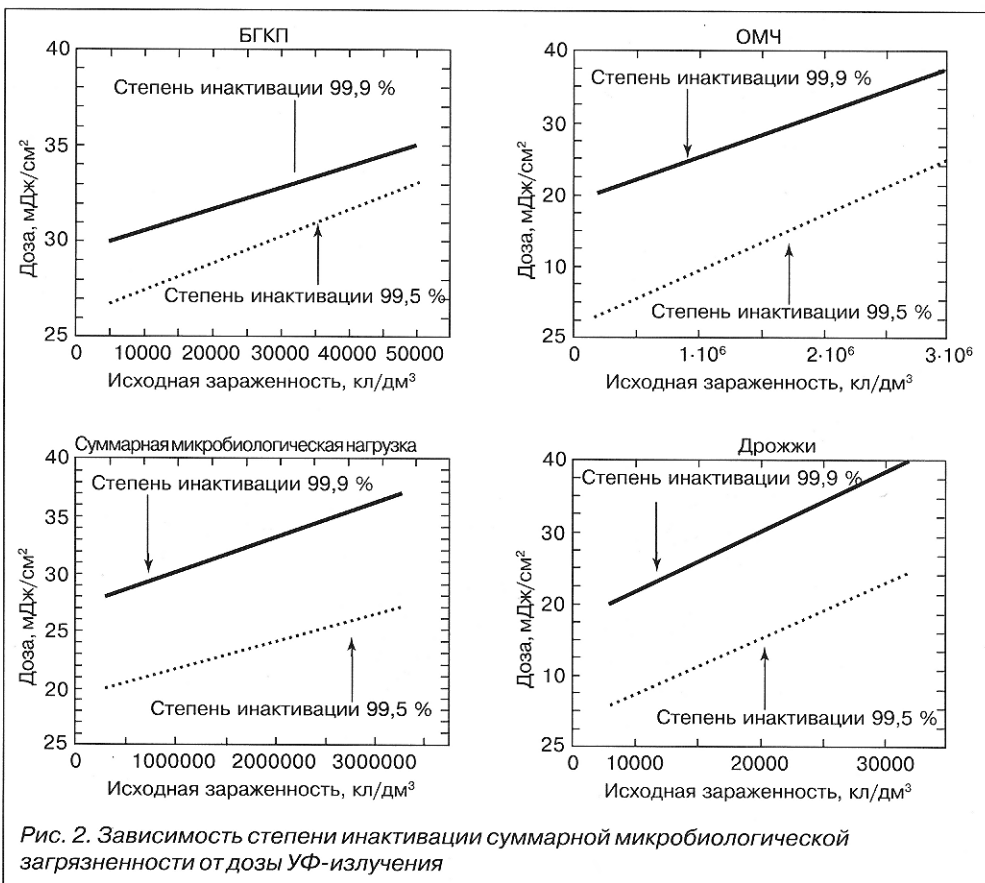 БГКП
40
35
30
25
Доза, мДж/см²
Степень инактивации 99,9 %
Степень инактивации 99,5 %
0 10000 20000 30000 40000 50000
Исходная зараженность, кл/дм³
ОМЧ
40
30
20
10
25
Доза, мДж/см²
Степень инактивации 99,9 %
Степень инактивации 99,5 %
0 1·10⁶ 2·10⁶ 3·10⁶
Исходная зараженность, кл/дм³
Суммарная микробиологическая нагрузка
40
35
30
25
20
25
Доза, мДж/см²
Степень инактивации 99,9 %
Степень инактивации 99,5 %
0 1000000 2000000 3000000
Исходная зараженность, кл/дм³
Дрожжи
40
30
20
10
25
Доза, мДж/см²
Степень инактивации 99,9 %
Степень инактивации 99,5 %
0 10000 20000 30000
Исходная зараженность, кл/дм³
Рис. 2. Зависимость степени инактивации суммарной микробиологической
загрязненности от дозы УФ-излучения